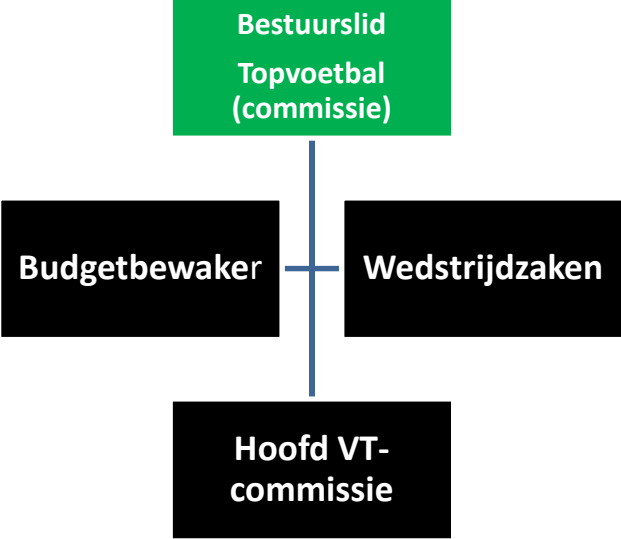 Bestuurslid
Topvoetbal
(commissie)
Budgetbewaker
Wedstrijdzaken
Hoofd VT-
commissie